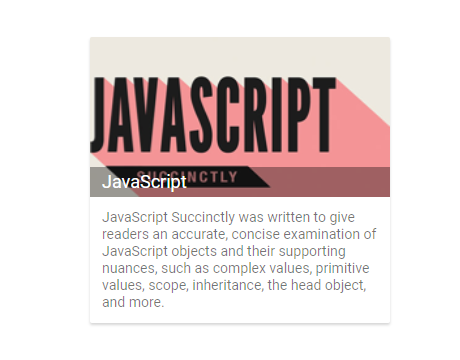 JAVASCRIPT
SUCCINCTLY
JavaScript
JavaScript Succinctly was written to give
readers an accurate, concise examination of
JavaScript objects and their supporting
nuances, such as complex values, primitive
values, scope, inheritance, the head object,
and more.